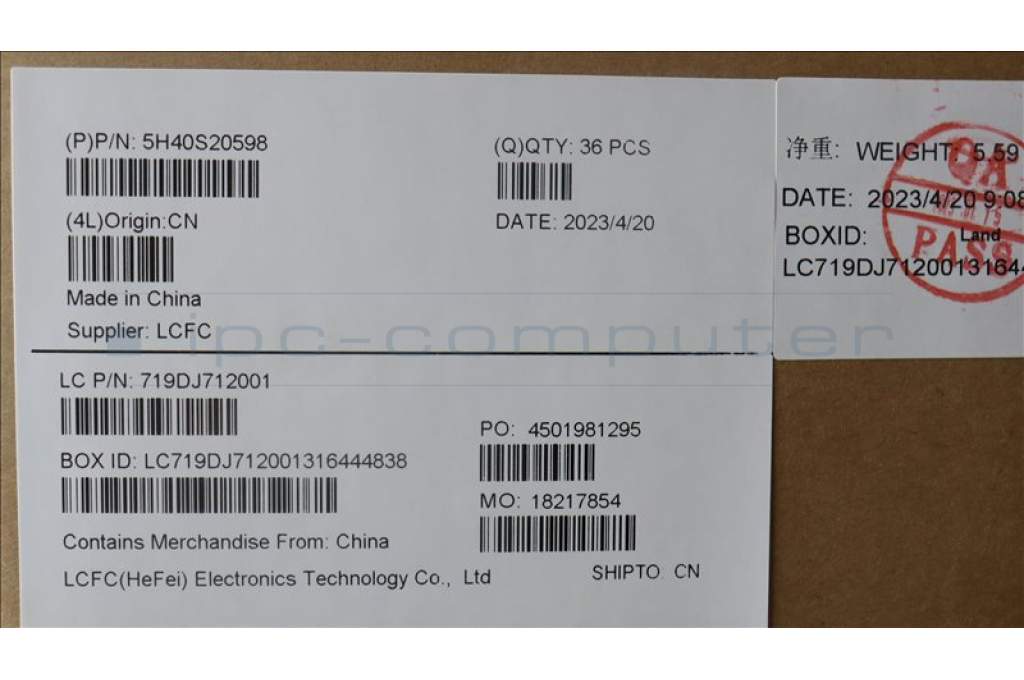 (P)P/N: 5H40S20598
(Q)QTY: 36 PCS
(4L)Origin:CN
DATE: 2023/4/20
Made in China
Supplier: LCFC
LC P/N: 719DJ712001
PO: 4501981295
BOX ID: LC719DJ712001316444838
MO: 18217854
Contains Merchandise From: China
LCFC(HeFei) Electronics Technology Co., Ltd
SHIPTO CN
净重: WEIGHT: 5.59
DATE: 2023/4/20 9:08
BOXID: Land
LC719DJ7120013164444
QA
PASS
ipc-computer